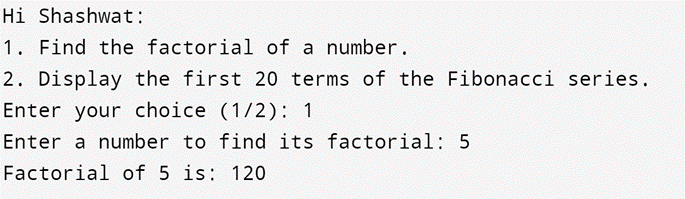 Hi Shashwat:
1. Find the factorial of a number.
2. Display the first 20 terms of the Fibonacci series.
Enter your choice (1/2): 1
Enter a number to find its factorial: 5
Factorial of 5 is: 120